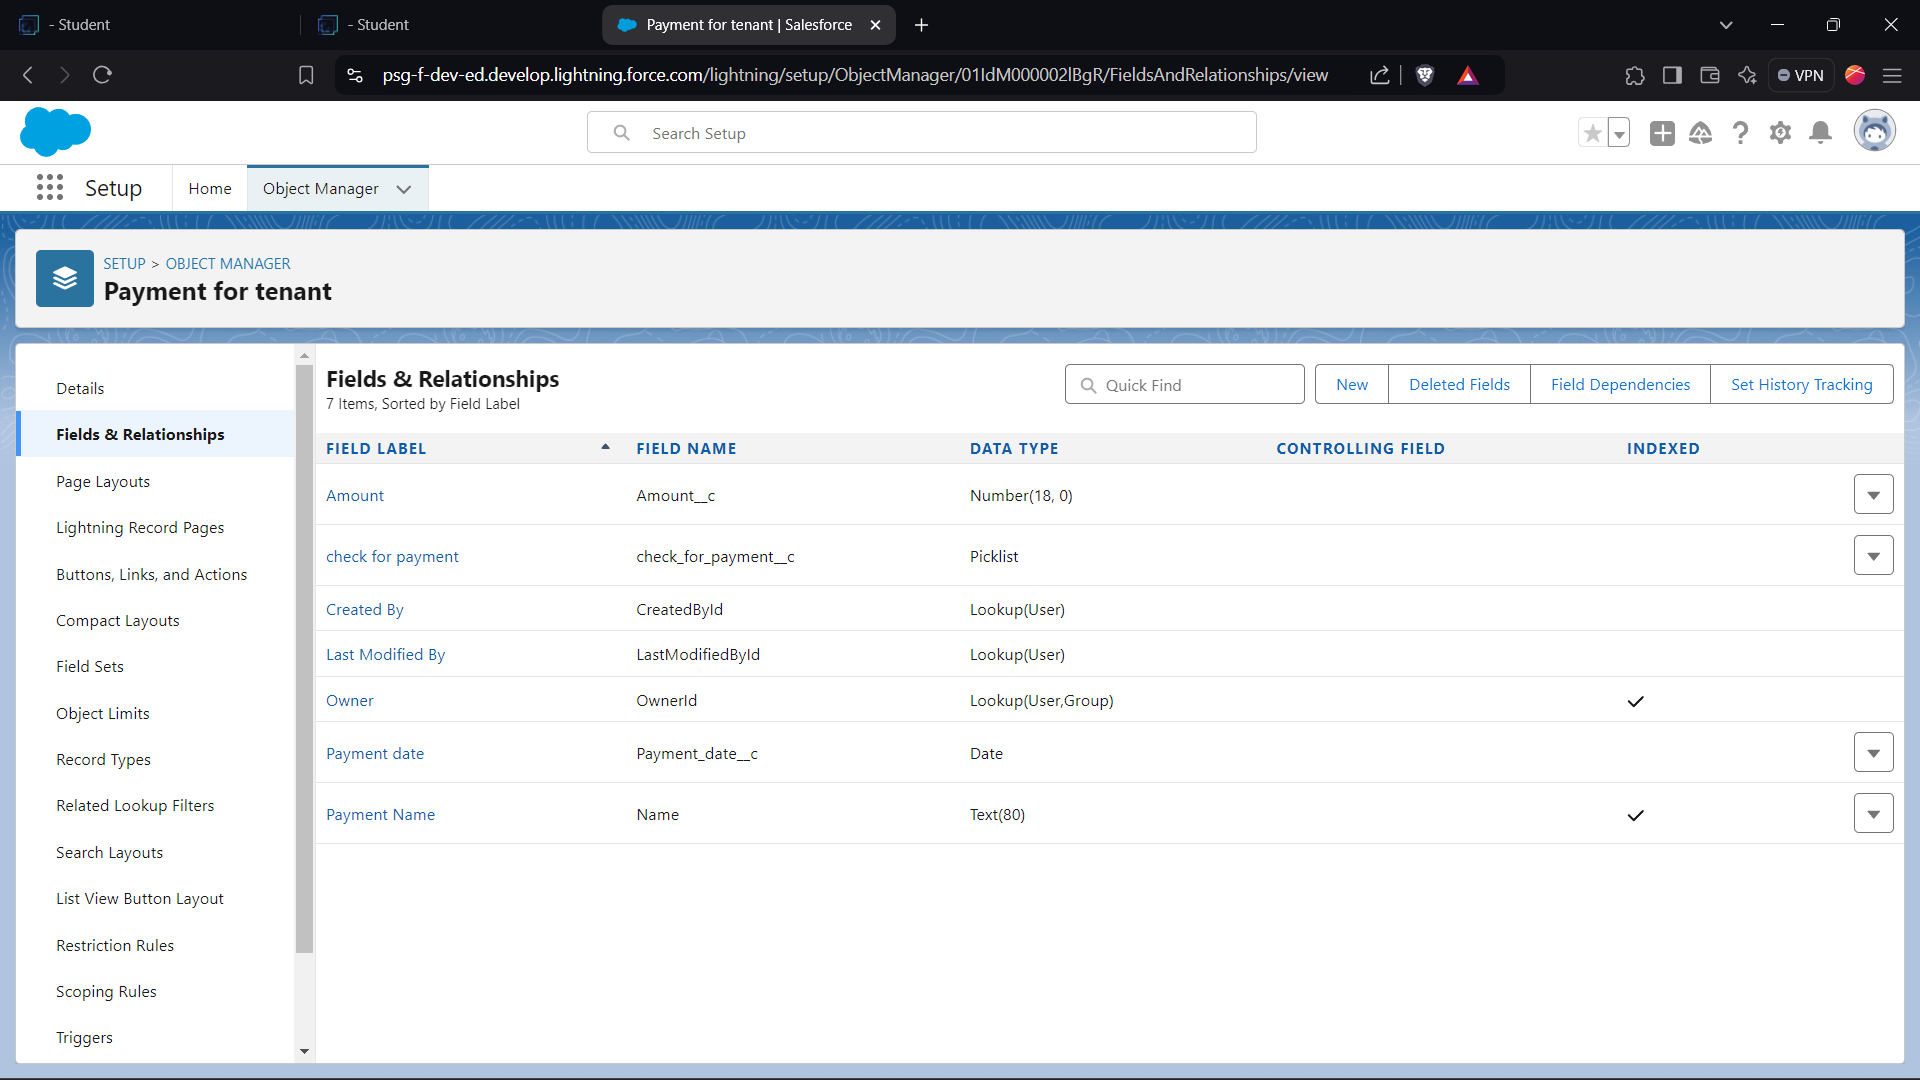 - Student
- Student
Payment for tenant | Salesforce
psg-f-dev-ed.develop.lightning.force.com/lightning/setup/ObjectManager/01IdM000002lBgR/FieldsAndRelationships/view
VPN
Search Setup
Setup
Home
Object Manager
SETUP > OBJECT MANAGER
Payment for tenant
Details
Fields & Relationships
Page Layouts
Lightning Record Pages
Buttons, Links, and Actions
Compact Layouts
Field Sets
Object Limits
Record Types
Related Lookup Filters
Search Layouts
List View Button Layout
Restriction Rules
Scoping Rules
Triggers
Fields & Relationships
7 Items, Sorted by Field Label
Quick Find
New
Deleted Fields
Field Dependencies
Set History Tracking
FIELD LABEL FIELD NAME DATA TYPE CONTROLLING FIELD INDEXED
Amount Amount__c Number(18, 0)
check for payment check_for_payment__c Picklist
Created By CreatedById Lookup(User)
Last Modified By LastModifiedById Lookup(User)
Owner OwnerId Lookup(User,Group)
Payment date Payment_date__c Date
Payment Name Name Text(80)